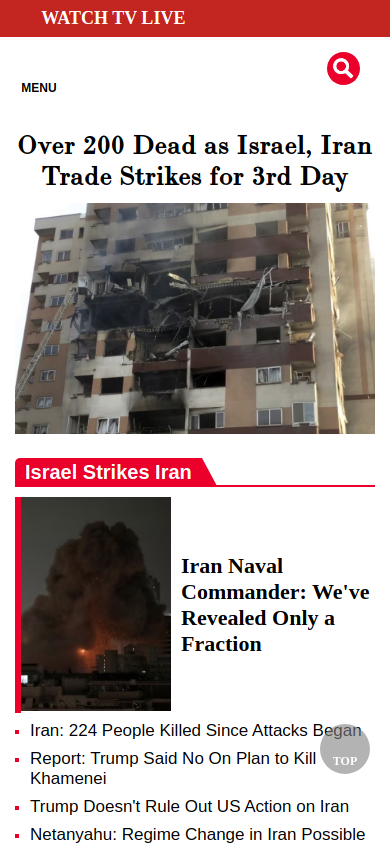 WATCH TV LIVE
MENU
Over 200 Dead as Israel, Iran
Trade Strikes for 3rd Day
Israel Strikes Iran
Iran Naval
Commander: We've
Revealed Only a
Fraction
Iran: 224 People Killed Since Attacks Began
Report: Trump Said No On Plan to Kill
Khamenei
TOP
Trump Doesn't Rule Out US Action on Iran
Netanyahu: Regime Change in Iran Possible